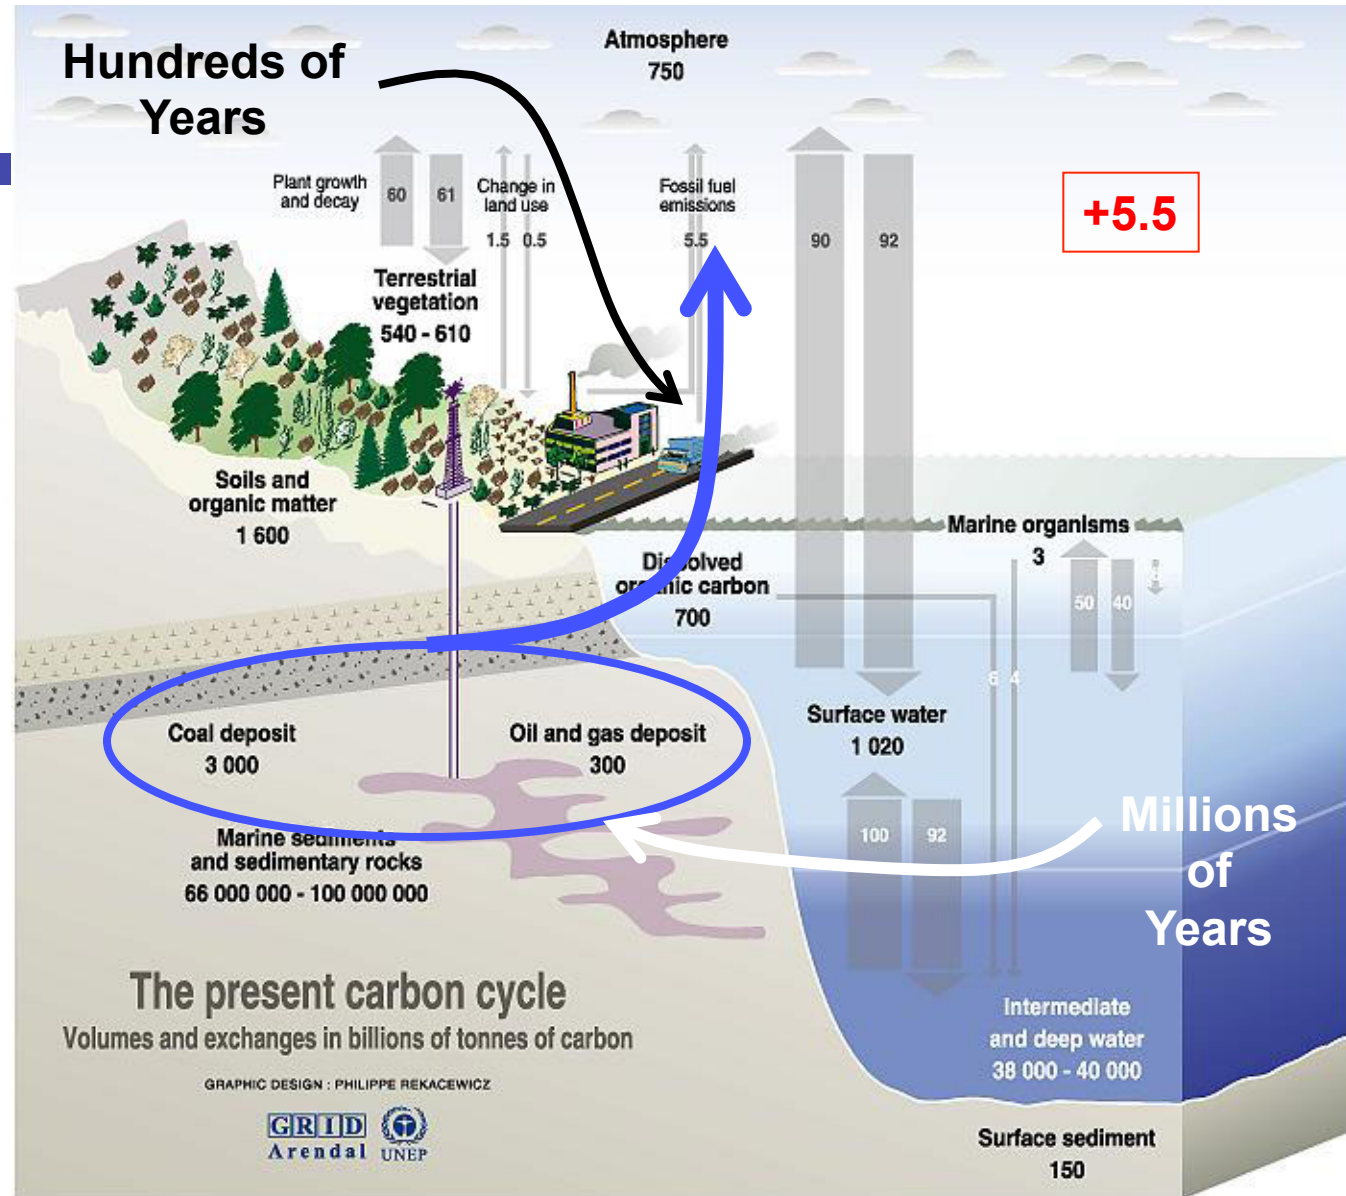 Hundreds of
Years
Atmosphere
750
Plant growth
and decay
60
61
Change in
land use
1.5 0.5
Fossil fuel
emissions
5.5
90
92
+5.5
Terrestrial
vegetation
540 - 610
Soils and
organic matter
1 600
Marine organisms
3
50
40
Dissolved
organic carbon
700
6
4
Surface water
1 020
Coal deposit
3 000
Oil and gas deposit
300
100
92
Millions
of
Years
Marine sediments
and sedimentary rocks
66 000 000 - 100 000 000
The present carbon cycle
Volumes and exchanges in billions of tonnes of carbon
GRAPHIC DESIGN : PHILIPPE REKACEWICZ
GRID
Arendal
UNEP
Intermediate
and deep water
38 000 - 40 000
Surface sediment
150